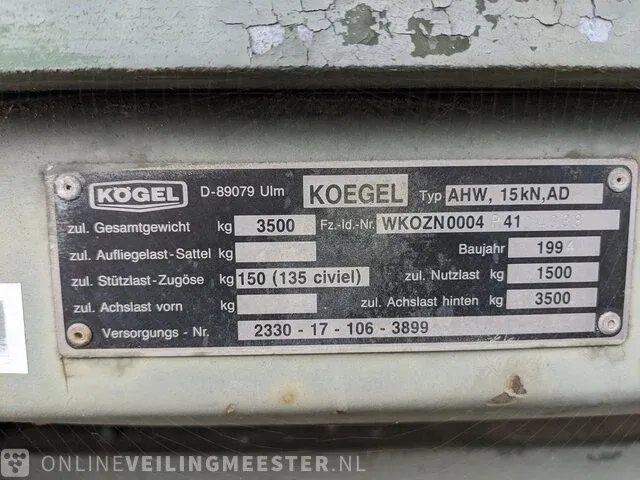 KÖGEL D-89079 Ulm KOEGEL Typ AHW, 15kN,AD
zul. Gesamtgewicht kg 3500 Fz.-Id.-Nr. WKOZN0004 41
zul. Aufliegelast-Sattel kg Baujahr 1994
zul. Stützlast-Zugöse kg 150 (135 civiel) zul. Nutzlast kg 1500
zul. Achslast vorn kg zul. Achslast hinten kg 3500
Versorgungs - Nr. 2330 - 17 - 106 - 3899
ONLINEVEILINGMEESTER.NL